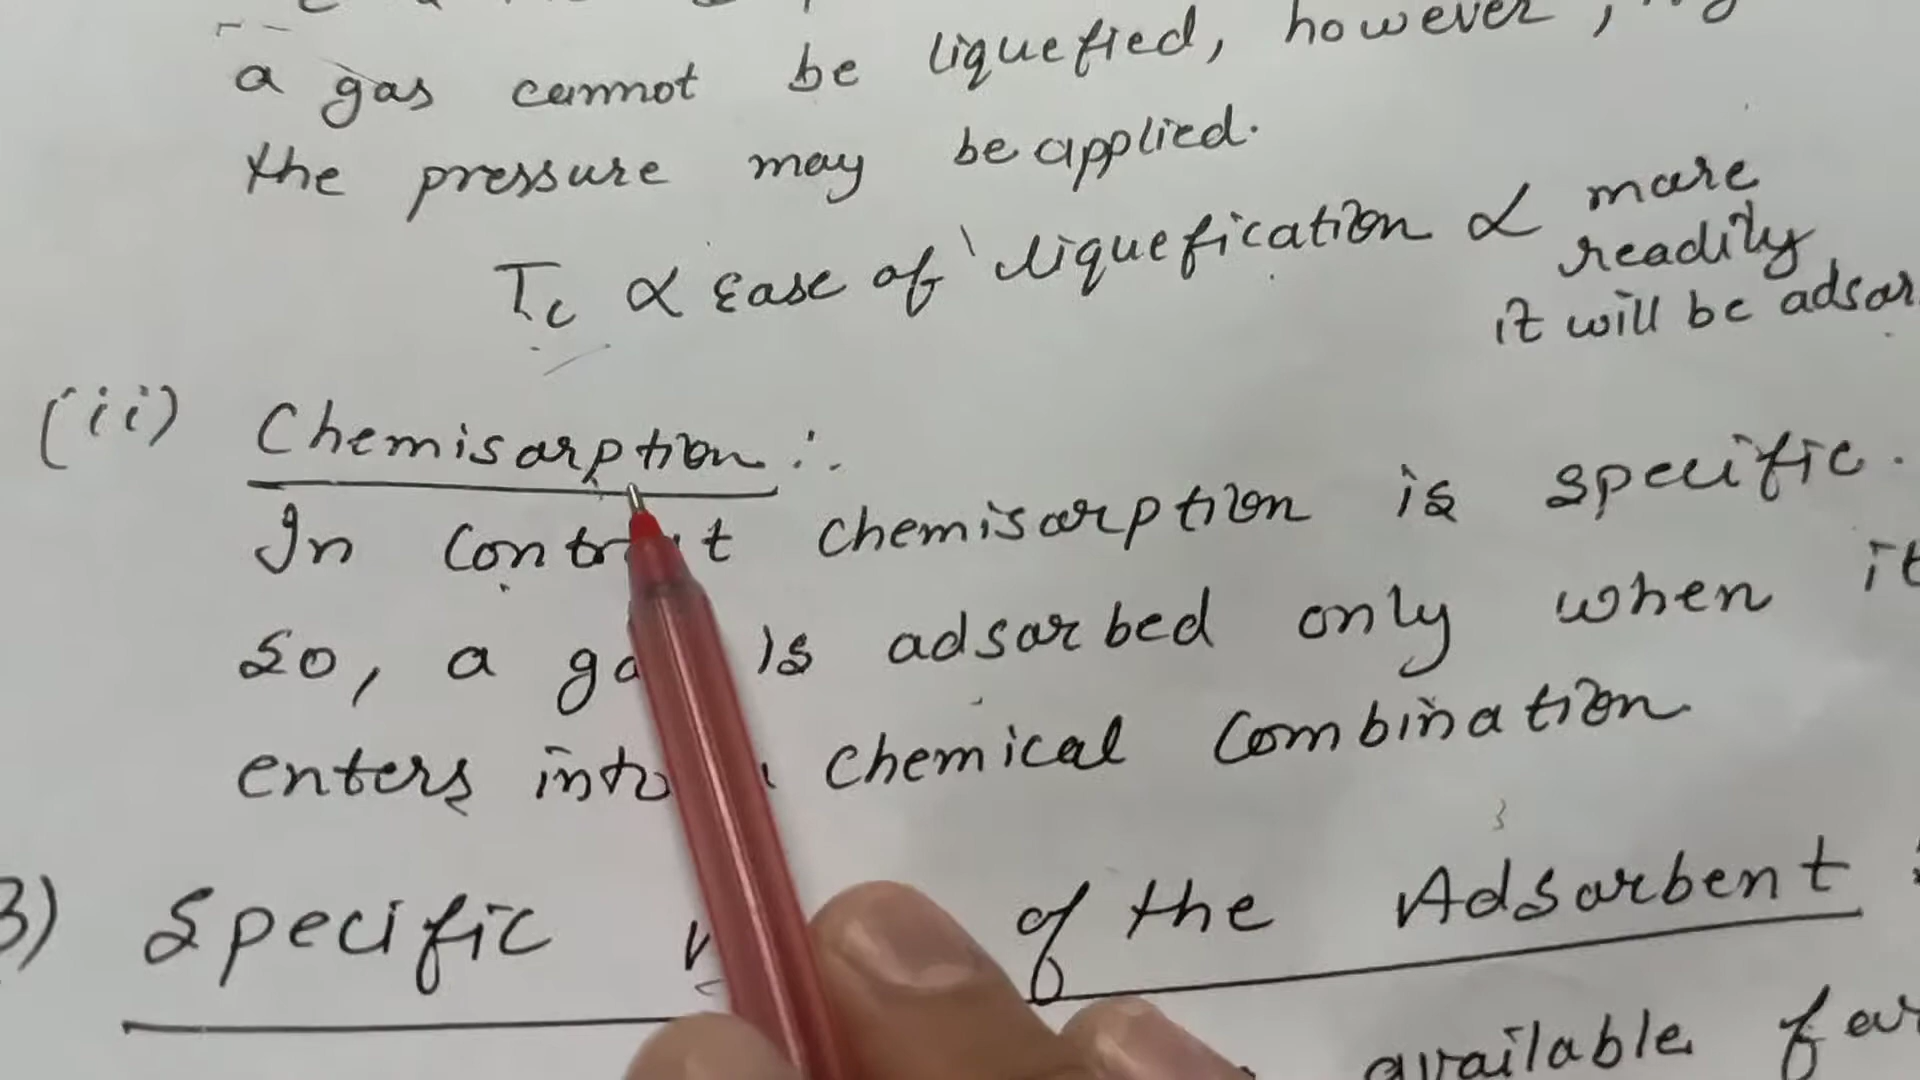 a gas cannot be liquefied, however,
the pressure may be applied.
Tc ∝ Ease of liquefication ∝ more
readily
it will be adsor
(ii) Chemisorption :.
In contrast chemisorption is specific.
so, a gas is adsorbed only when it
enters into chemical combination
3) Specific of the Adsorbent :
available for